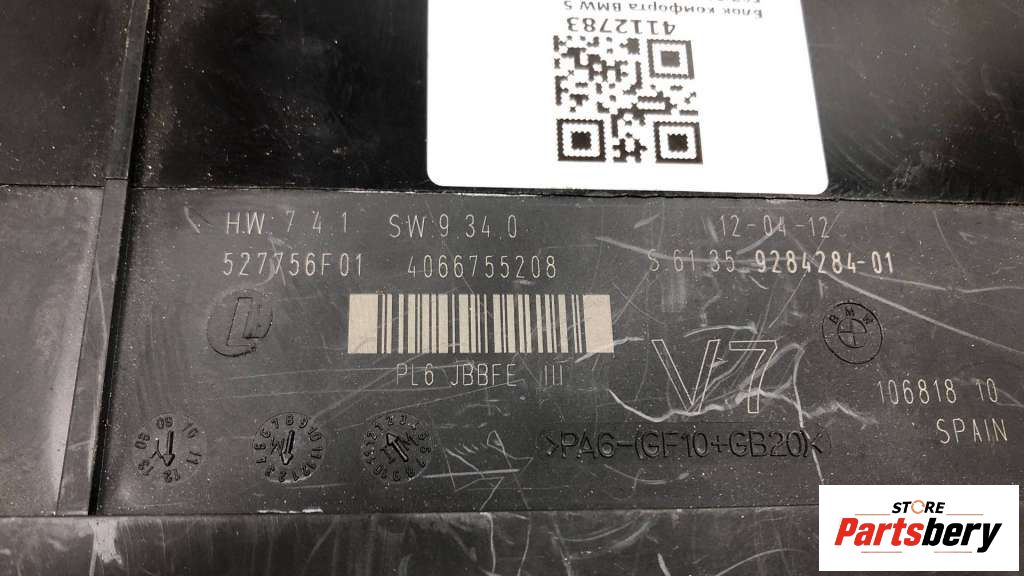 Блок комфорта BMW 5
4112783
H.W. 7.4.1 SW.9.34.0 12-04-12
527756F01 4066755208 S 61.35 9284284-01
BMW
PL6 JBBFE III
V7
106818 10
SPAIN
>PA6-(GF10+GB20)<
STORE
Partsbery